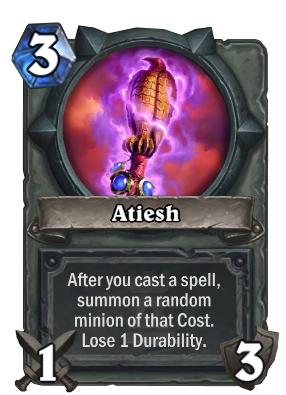 3
Atiesh
After you cast a spell,
summon a random
minion of that Cost.
Lose 1 Durability.
1
3